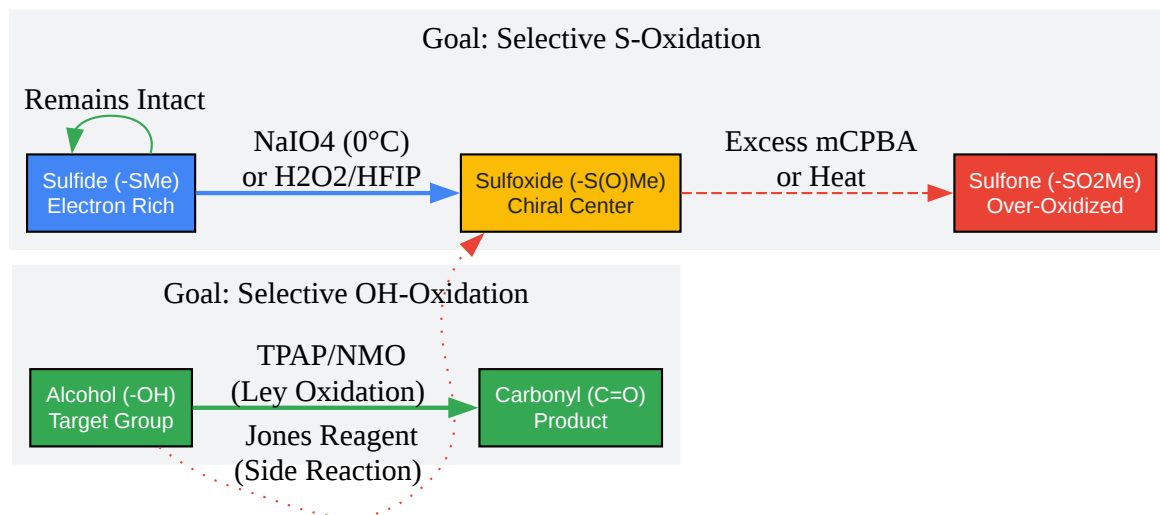 Goal: Selective S-Oxidation
Remains Intact
NaIO4 (0°C)
or H2O2/HFIP
Excess mCPBA
or Heat
Sulfide (-SMe)
Electron Rich
Sulfoxide (-S(O)Me)
Chiral Center
Sulfone (-SO2Me)
Over-Oxidized
Goal: Selective OH-Oxidation
TPAP/NMO
(Ley Oxidation)
Alcohol (-OH)
Target Group
Carbonyl (C=O)
Product
Jones Reagent
(Side Reaction)